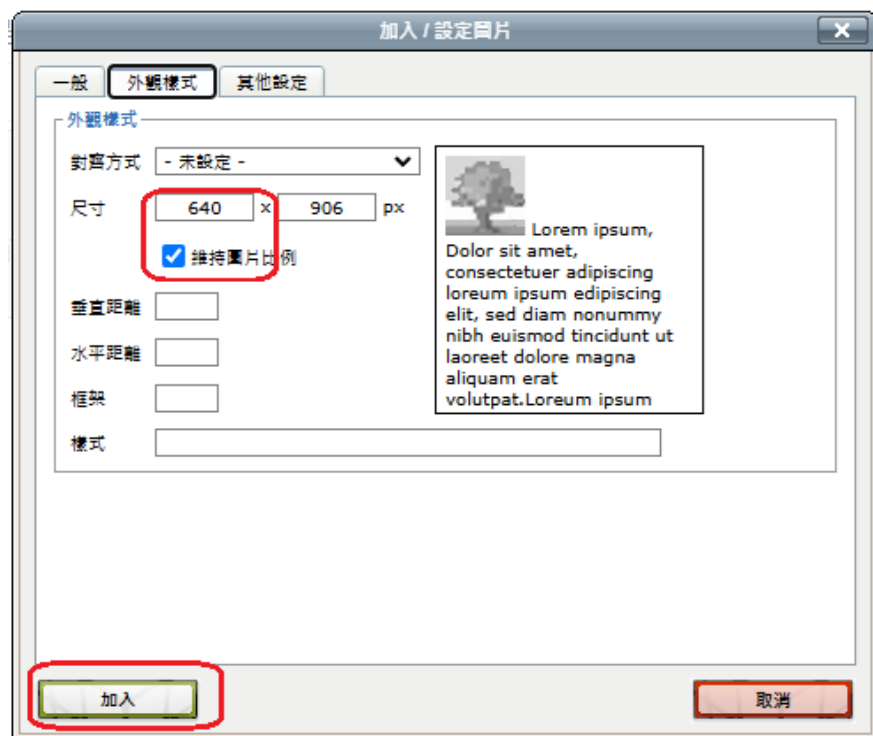 加入 / 設定圖片
一般 外觀樣式 其他設定
外觀樣式
對齊方式 - 未設定 -
尺寸 640 x 906 px
維持圖片比例
垂直距離
水平距離
框架
樣式
Lorem ipsum,
Dolor sit amet,
consectetuer adipiscing
loreum ipsum edipiscing
elit, sed diam nonummy
nibh euismod tincidunt ut
laoreet dolore magna
aliquam erat
volutpat.Loreum ipsum
加入 取消